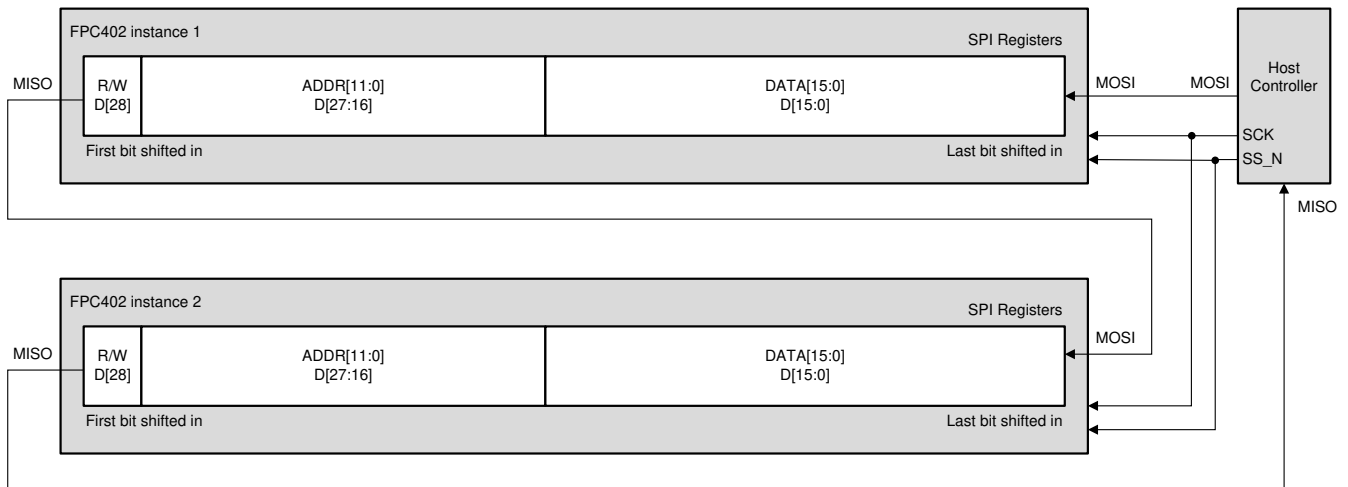 FPC402 instance 1
SPI Registers
MISO
R/W
D[28]
ADDR[11:0]
D[27:16]
DATA[15:0]
D[15:0]
MOSI
MOSI
Host
Controller
SCK
SS_N
First bit shifted in
Last bit shifted in
MISO
FPC402 instance 2
SPI Registers
MISO
R/W
D[28]
ADDR[11:0]
D[27:16]
DATA[15:0]
D[15:0]
MOSI
First bit shifted in
Last bit shifted in